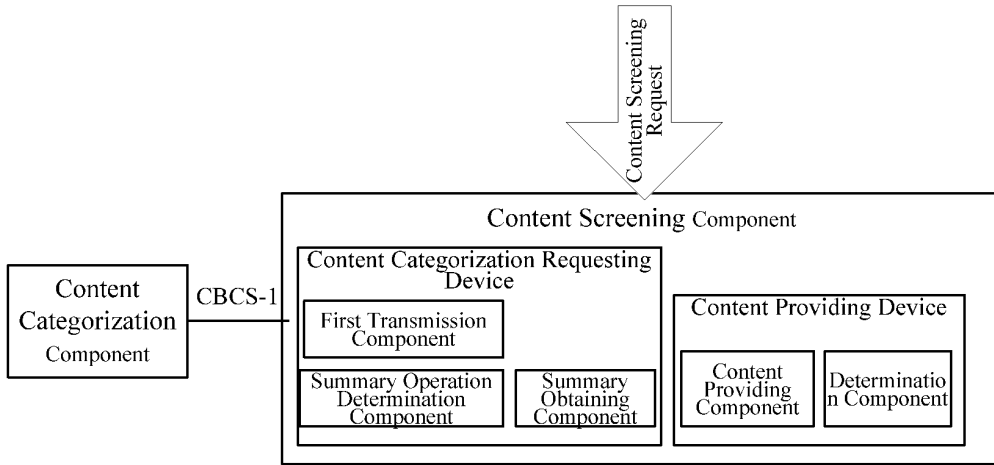 Content Screening
Request
Content Screening Component
Content Categorization Requesting
Device
First Transmission
Component
Summary Operation
Determination
Component
Summary
Obtaining
Component
Content Providing Device
Content
Providing
Component
Determinatio
n Component
Content
Categorization
Component
CBCS-1